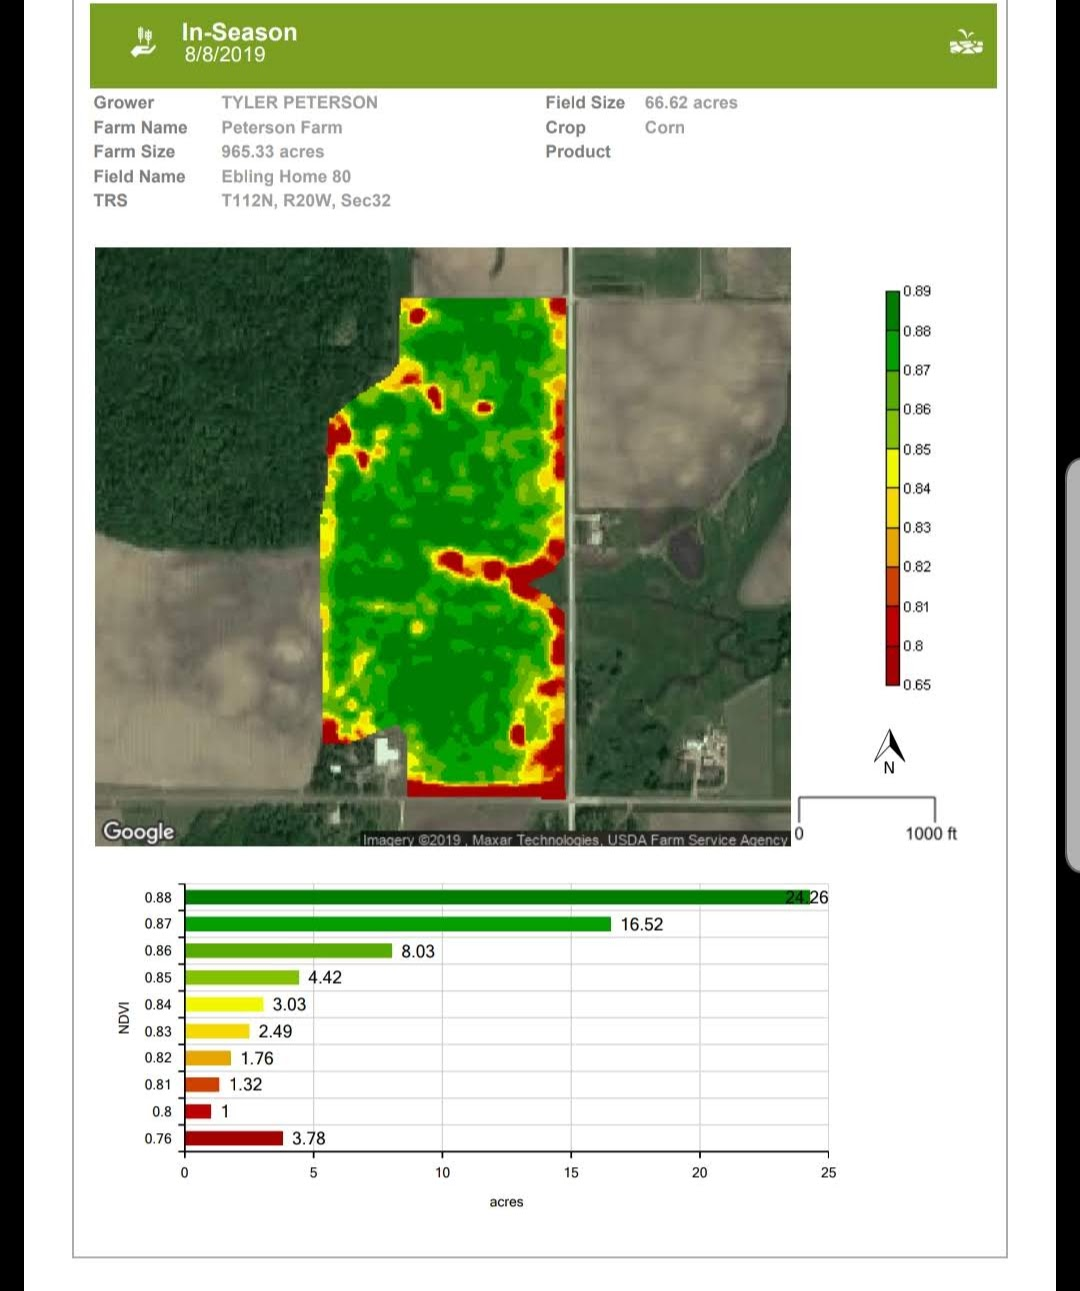 In-Season
8/8/2019
Grower TYLER PETERSON Field Size 66.62 acres
Farm Name Peterson Farm Crop Corn
Farm Size 965.33 acres Product
Field Name Ebling Home 80
TRS T112N, R20W, Sec32
0.89
0.88
0.87
0.86
0.85
0.84
0.83
0.82
0.81
0.8
0.65
N
0 1000 ft
Google
Imagery ©2019 , Maxar Technologies, USDA Farm Service Agency
0.88 24.26
0.87 16.52
0.86 8.03
0.85 4.42
0.84 3.03
NDVI
0.83 2.49
0.82 1.76
0.81 1.32
0.8 1
0.76 3.78
0 5 10 15 20 25
acres